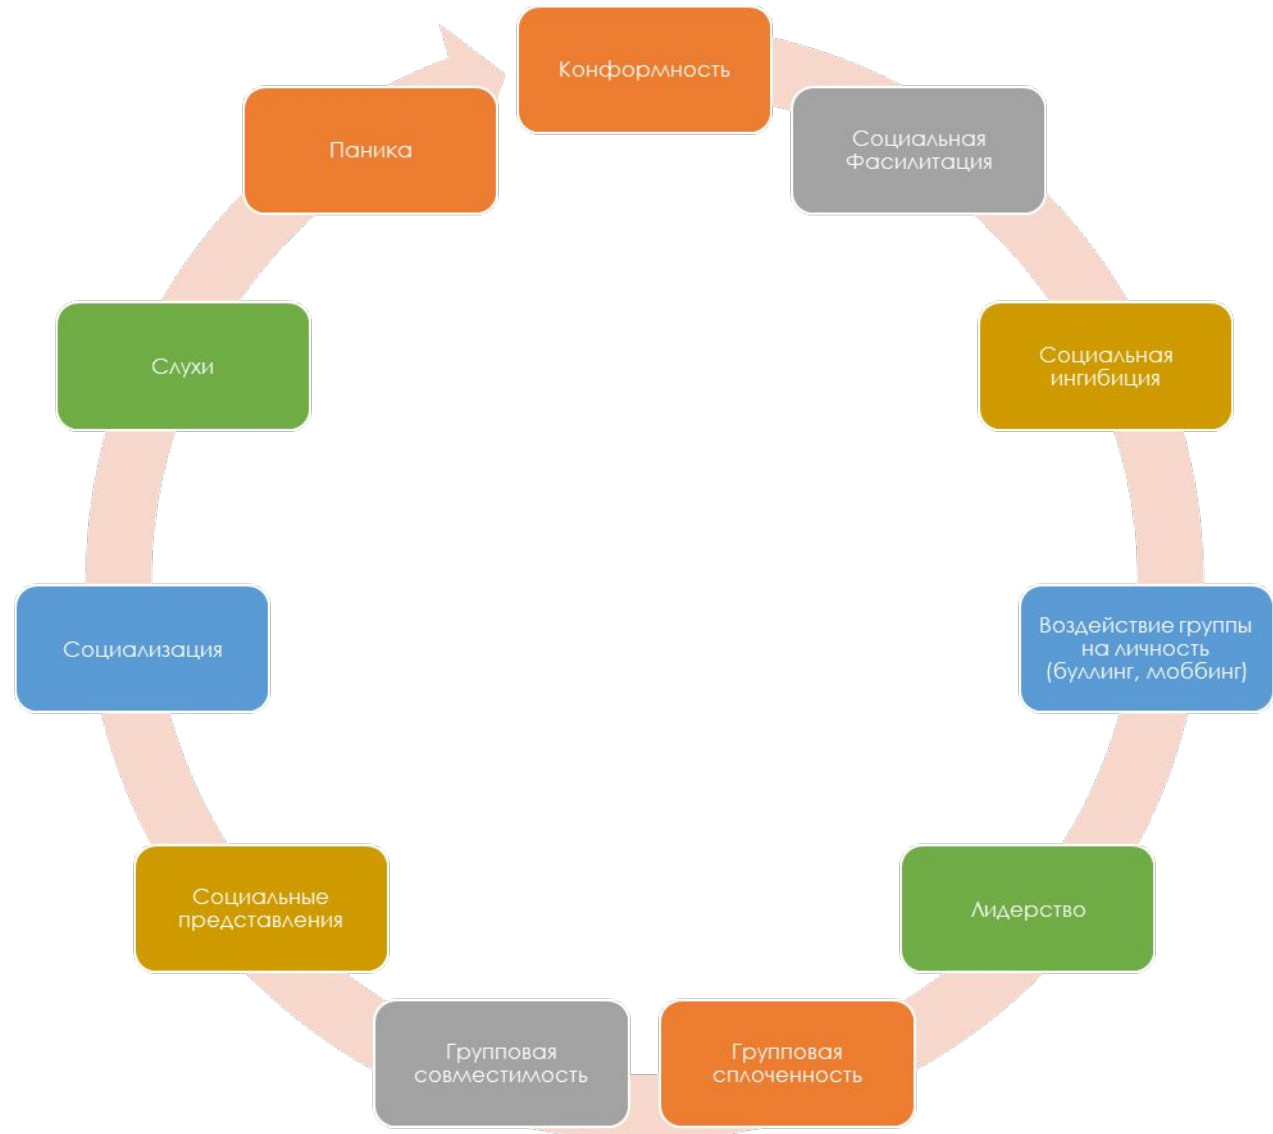 Конформность
Социальная
Фасилитация
Социальная
ингибиция
Воздействие группы
на личность
(буллинг, моббинг)
Лидерство
Групповая
сплоченность
Групповая
совместимость
Социальные
представления
Социализация
Слухи
Паника